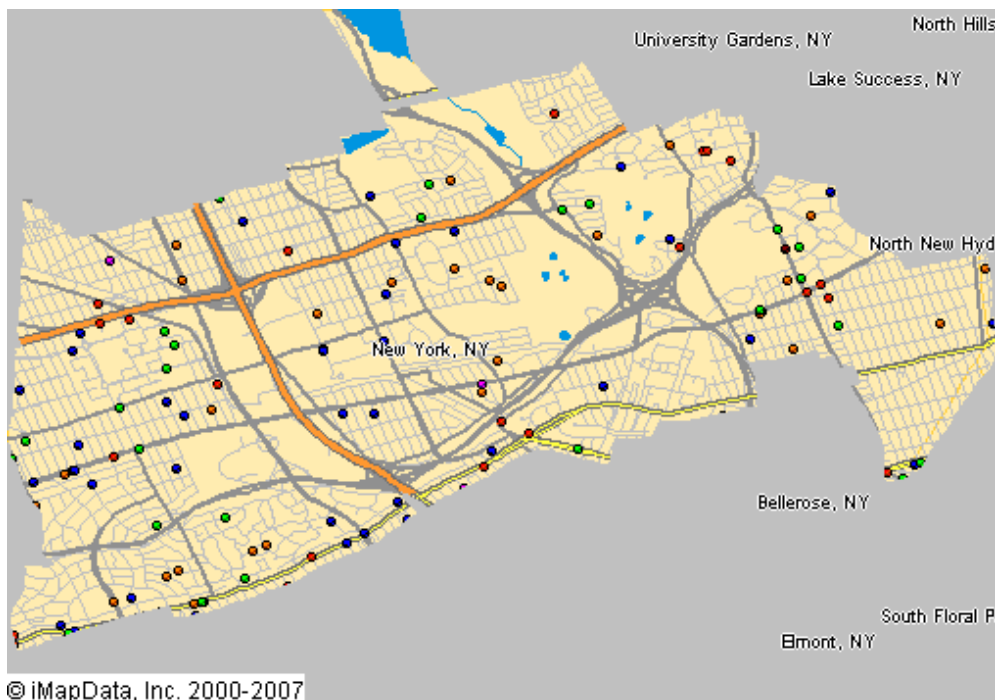 North Hills
University Gardens, NY
Lake Success, NY
North New Hyd
New York, NY
Bellerose, NY
South Floral P
Elmont, NY
© iMapData, Inc. 2000-2007